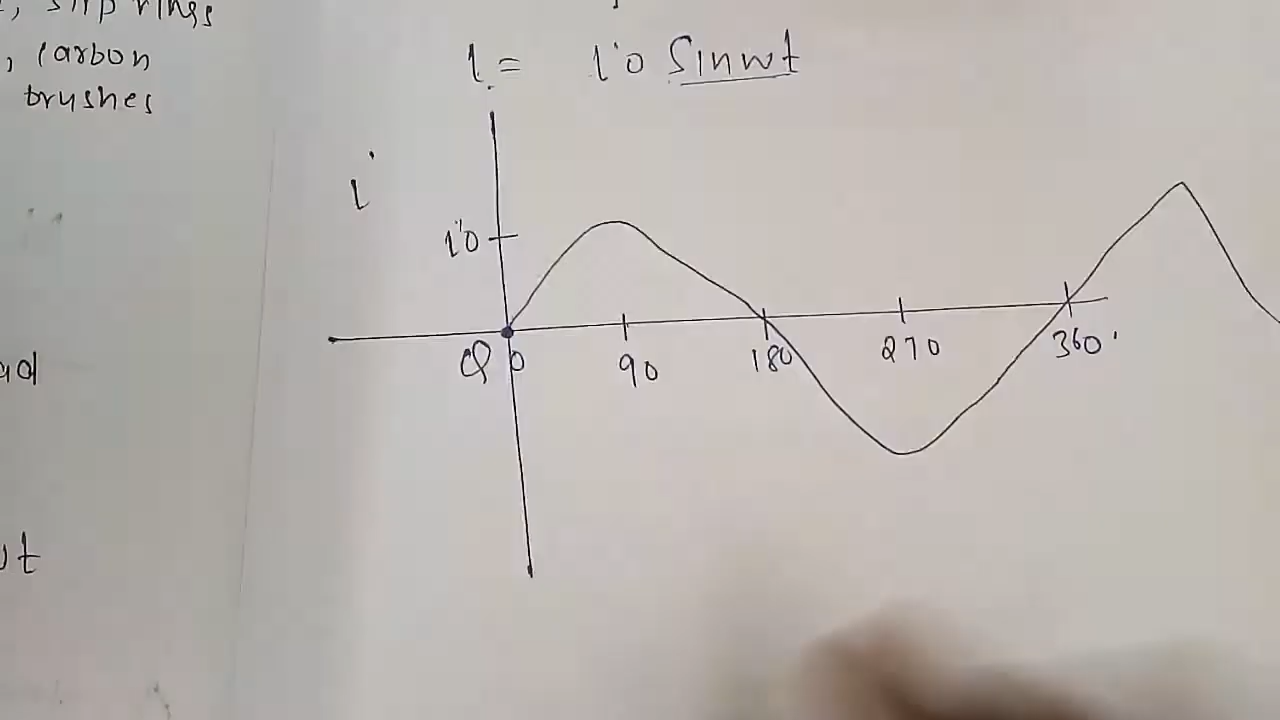 , slip rings
, carbon
brushes
i = i0 Sinwt
i
i0
0
90
180
270
360